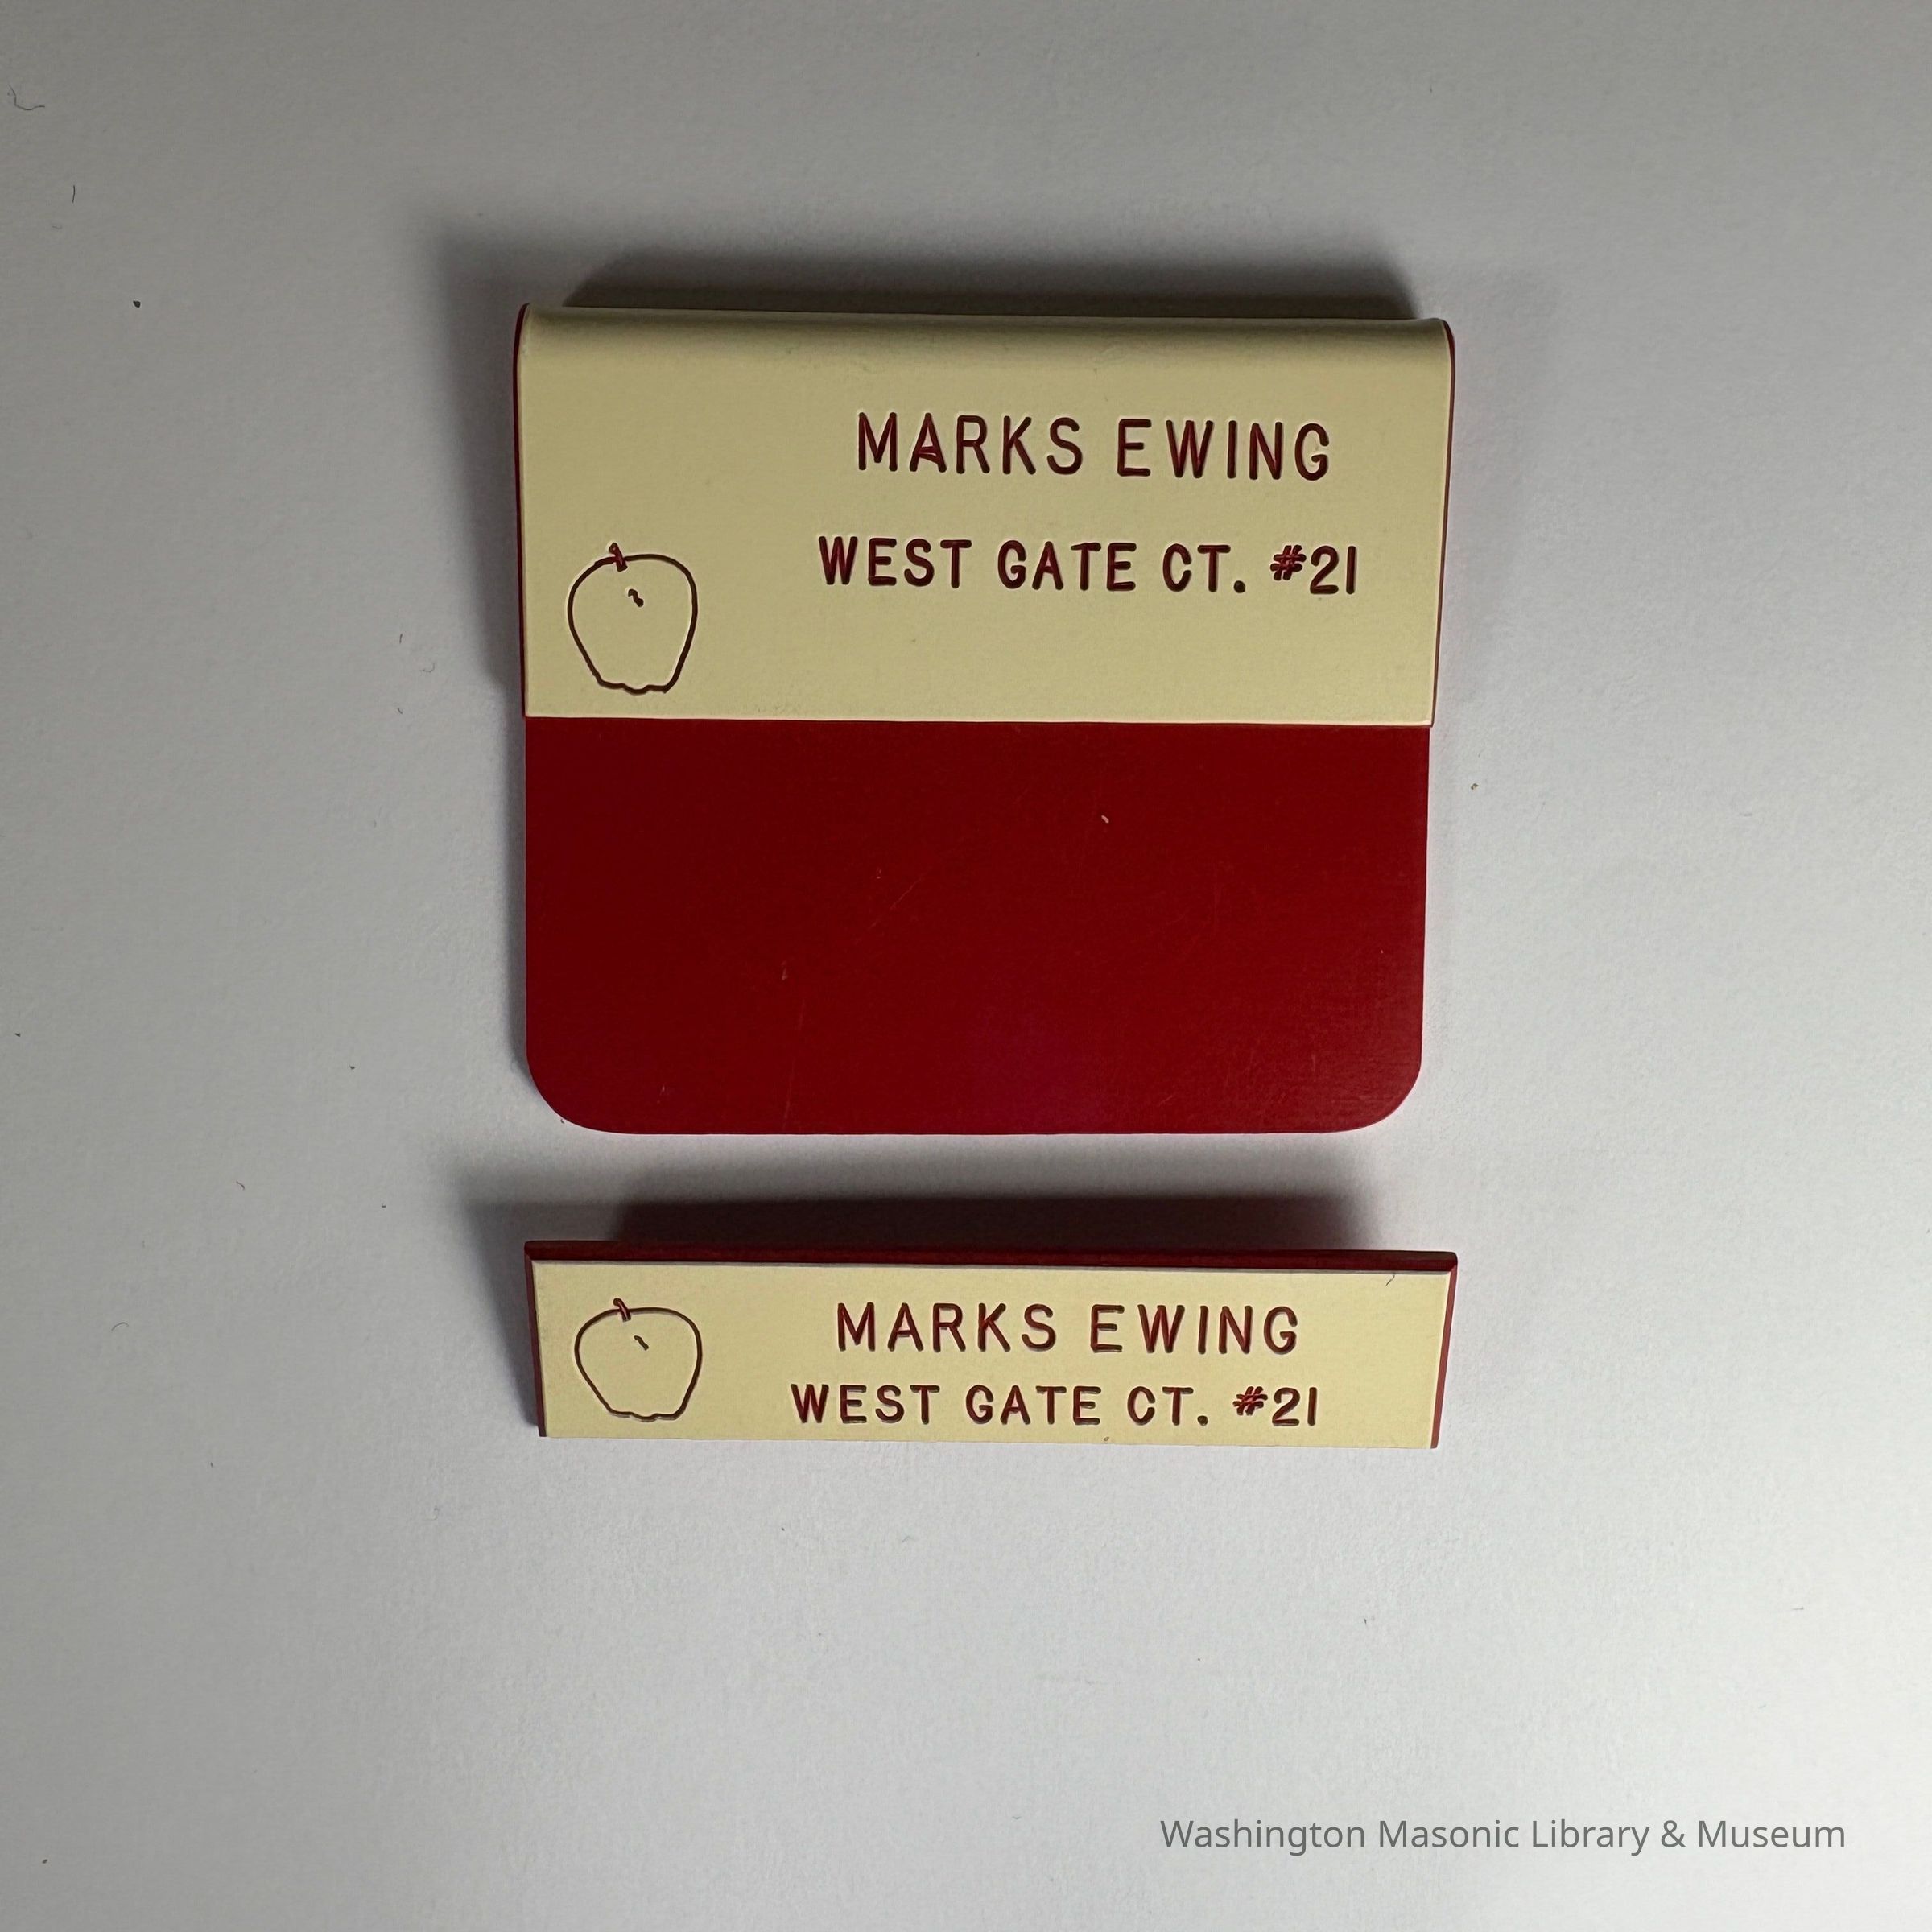 MARKS EWING
WEST GATE CT. #21
MARKS EWING
WEST GATE CT. #21
Washington Masonic Library & Museum